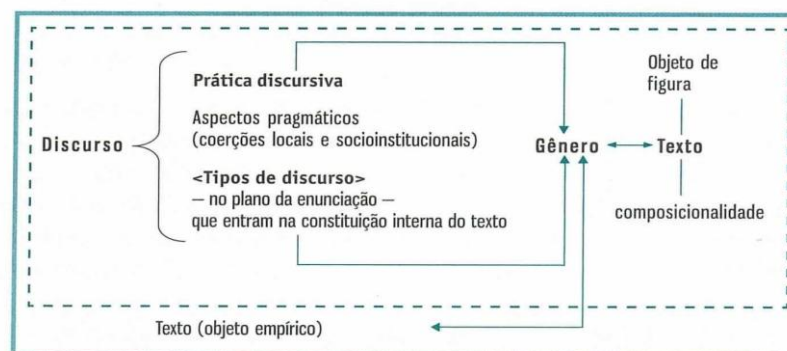 Discurso
Prática discursiva
Aspectos pragmáticos
(coerções locais e socioinstitucionais)
<Tipos de discurso>
— no plano da enunciação —
que entram na constituição interna do texto
Gênero
Objeto de
figura
Texto
composicionalidade
Texto (objeto empírico)